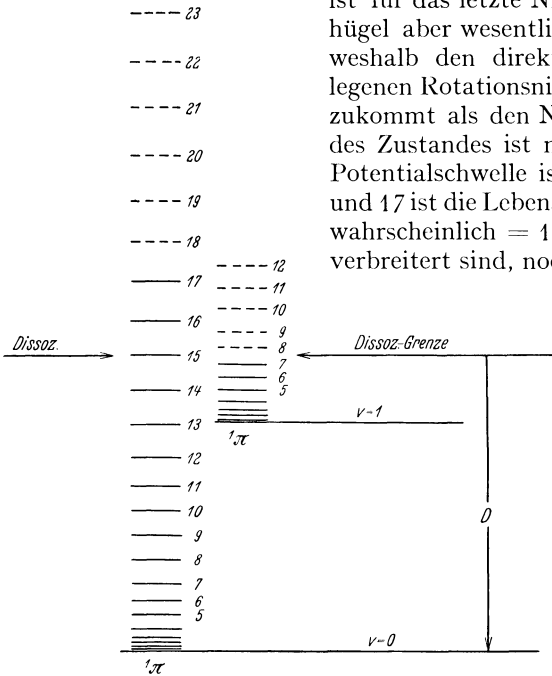 ist für das letzte N
hügel aber wesentli
weshalb den direk
legenen Rotationsni
zukommt als den N
des Zustandes ist n
Potentialschwelle is
und 17 ist die Leben
wahrscheinlich = 1
verbreitert sind, noc
23
22
21
20
19
18
17
16
15
14
13
12
11
10
9
8
7
6
5
¹π
12
11
10
9
8
7
6
5
¹π
Dissoz.
Dissoz.-Grenze
v=1
D
v=0